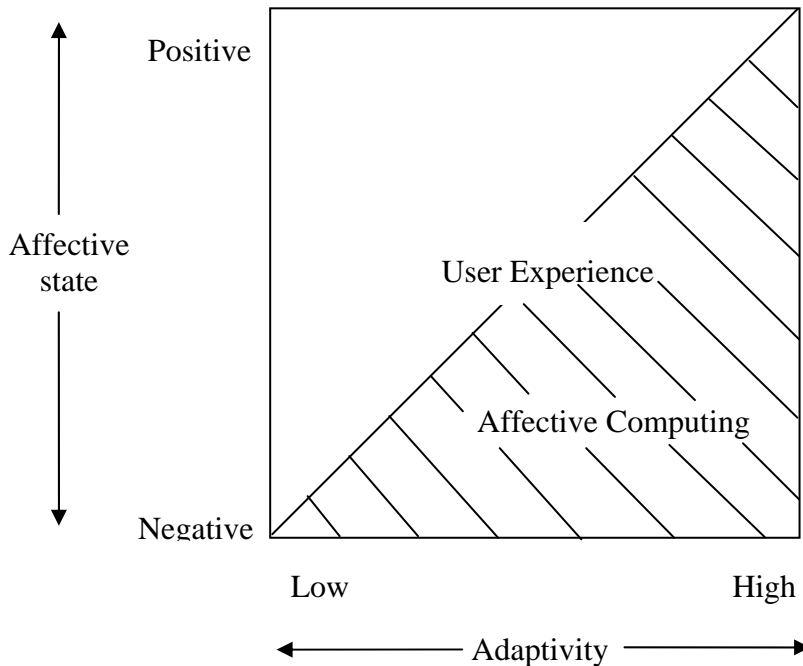 Positive
Affective
state
User Experience
Affective Computing
Negative
Low
High
Adaptivity